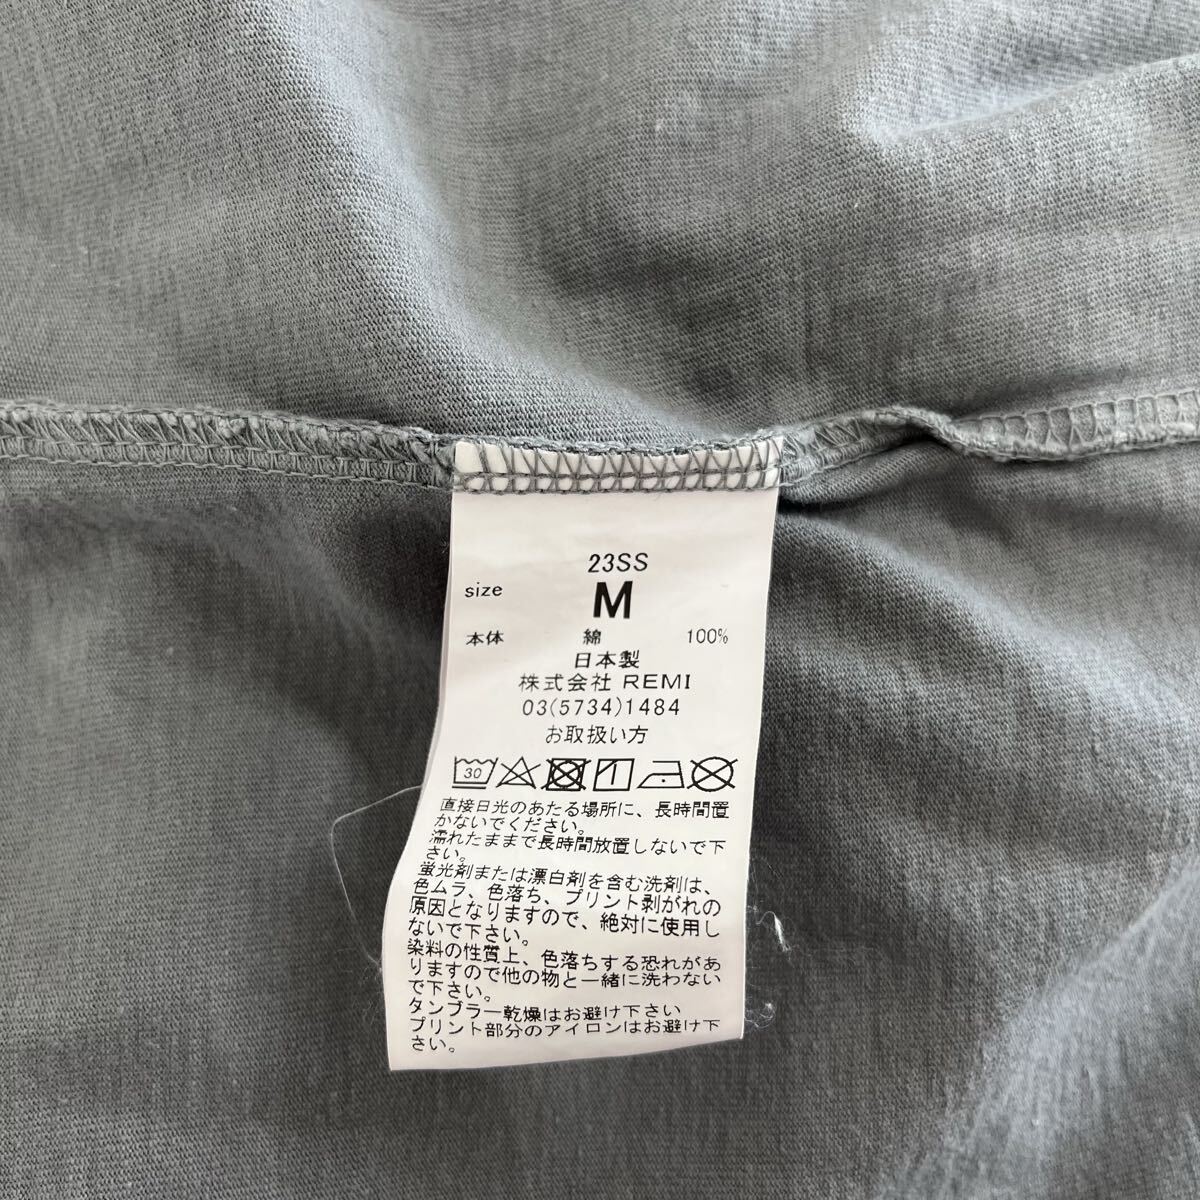 23SS
size M
本体 綿 100%
日本製
株式会社 REMI
03(5734)1484
お取扱い方
30
直接日光のあたる場所に、長時間置
かないでください。
濡れたままで長時間放置しないで下
さい。
蛍光剤または漂白剤を含む洗剤は、
色ムラ、色落ち、プリント剥がれの
原因となりますので、絶対に使用し
ないで下さい。
染料の性質上、色落ちする恐れがあ
りますので他の物と一緒に洗わない
で下さい。
タンブラー乾燥はお避け下さい
プリント部分のアイロンはお避け下
さい。